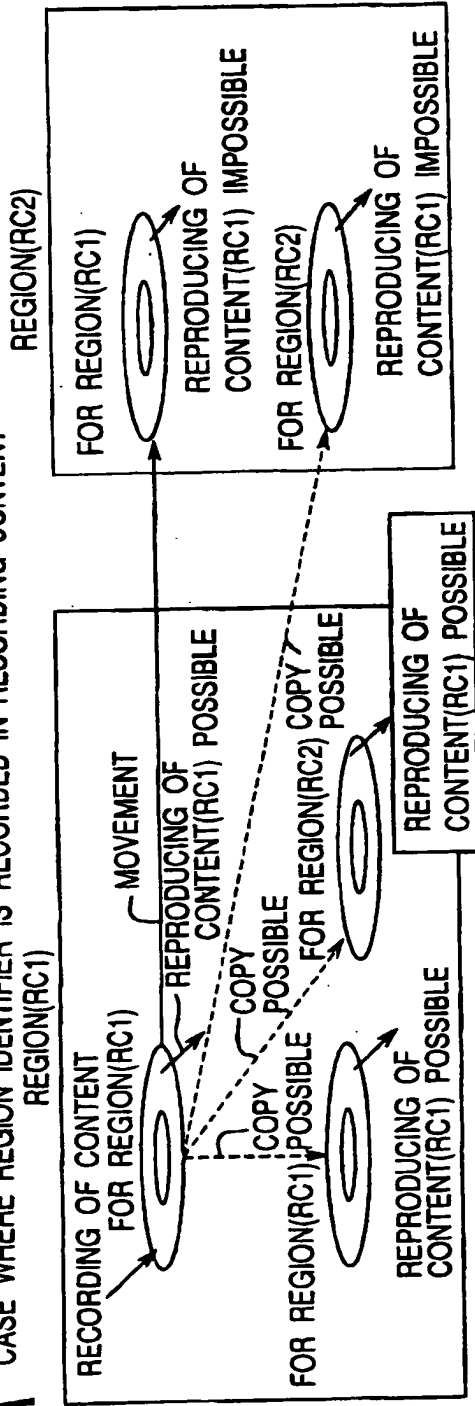 CASE WHERE REGION IDENTIFIER IS RECORDED IN RECORDING CONTENT
REGION(RC1)
RECORDING OF CONTENT
FOR REGION(RC1)
MOVEMENT
REPRODUCING OF
CONTENT(RC1) POSSIBLE
COPY
POSSIBLE
COPY
POSSIBLE
COPY
POSSIBLE
FOR REGION(RC1)
FOR REGION(RC2)
REPRODUCING OF
CONTENT(RC1) POSSIBLE
REPRODUCING OF
CONTENT(RC1) POSSIBLE
REGION(RC2)
FOR REGION(RC1)
REPRODUCING OF
CONTENT(RC1) IMPOSSIBLE
FOR REGION(RC2)
REPRODUCING OF
CONTENT(RC1) IMPOSSIBLE